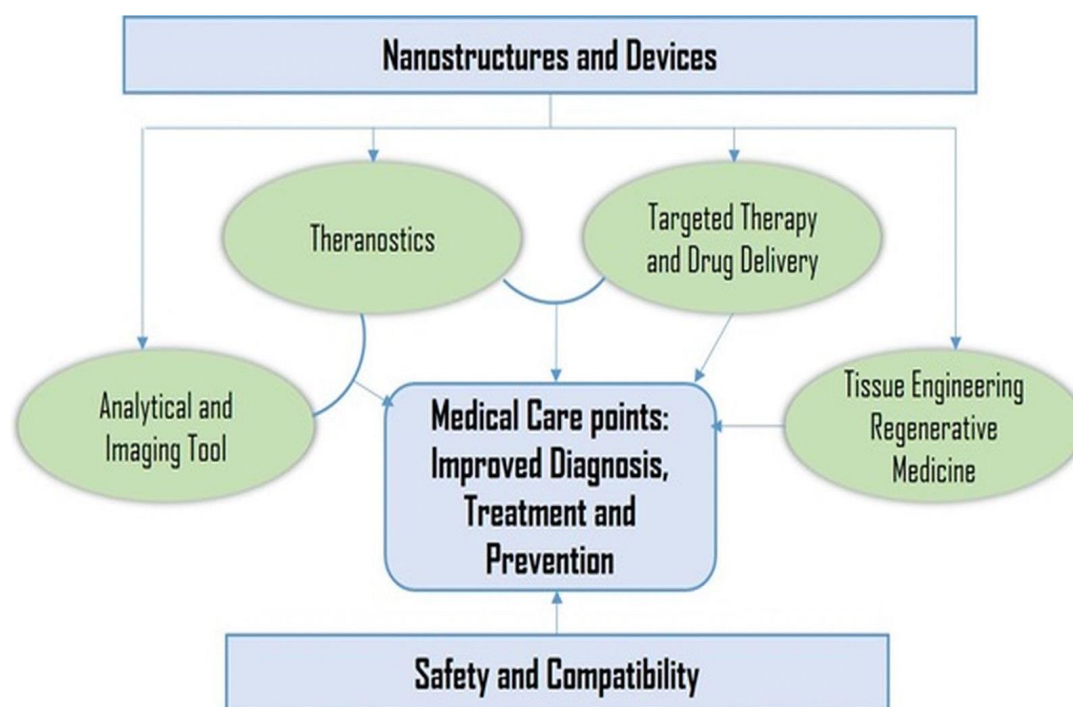 Nanostructures and Devices
Theranostics
Targeted Therapy
and Drug Delivery
Analytical and
Imaging Tool
Medical Care points:
Improved Diagnosis,
Treatment and
Prevention
Tissue Engineering
Regenerative
Medicine
Safety and Compatibility